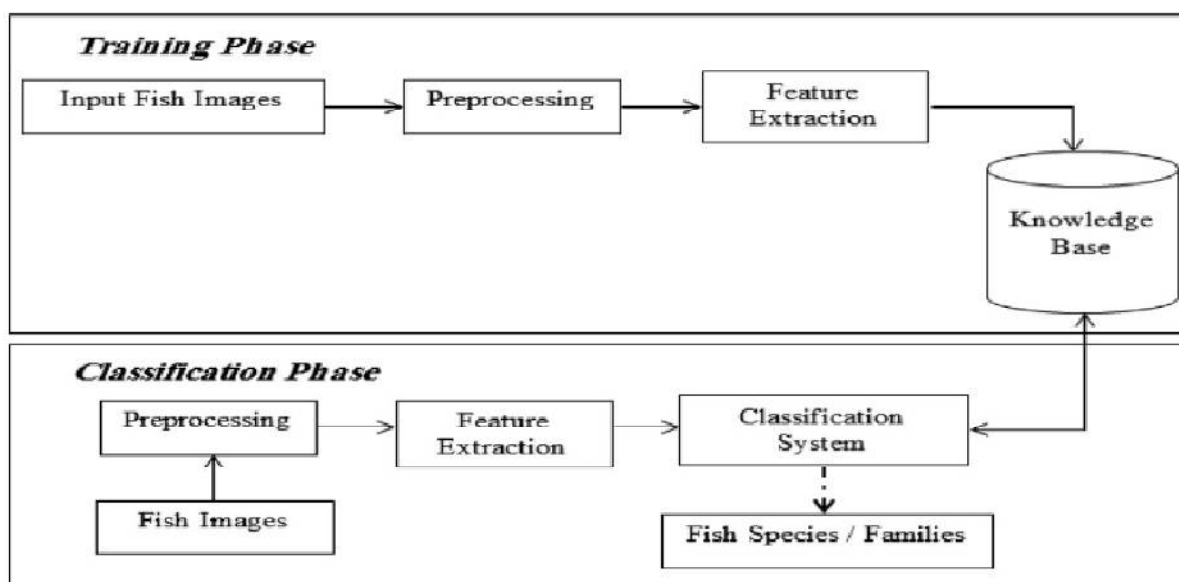 Training Phase
Input Fish Images
Preprocessing
Feature
Extraction
Knowledge
Base
Classification Phase
Preprocessing
Feature
Extraction
Classification
System
Fish Images
Fish Species / Families